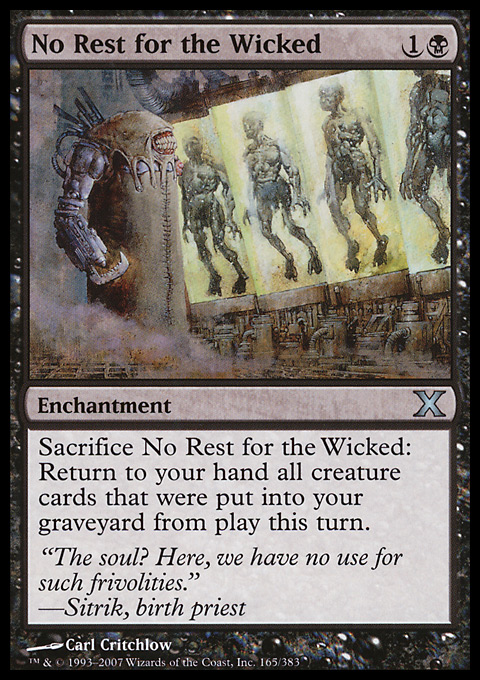 No Rest for the Wicked 1
Enchantment X
Sacrifice No Rest for the Wicked:
Return to your hand all creature
cards that were put into your
graveyard from play this turn.
“The soul? Here, we have no use for
such frivolities.”
—Sitrik, birth priest
Carl Critchlow
™ & © 1993–2007 Wizards of the Coast, Inc. 165/383